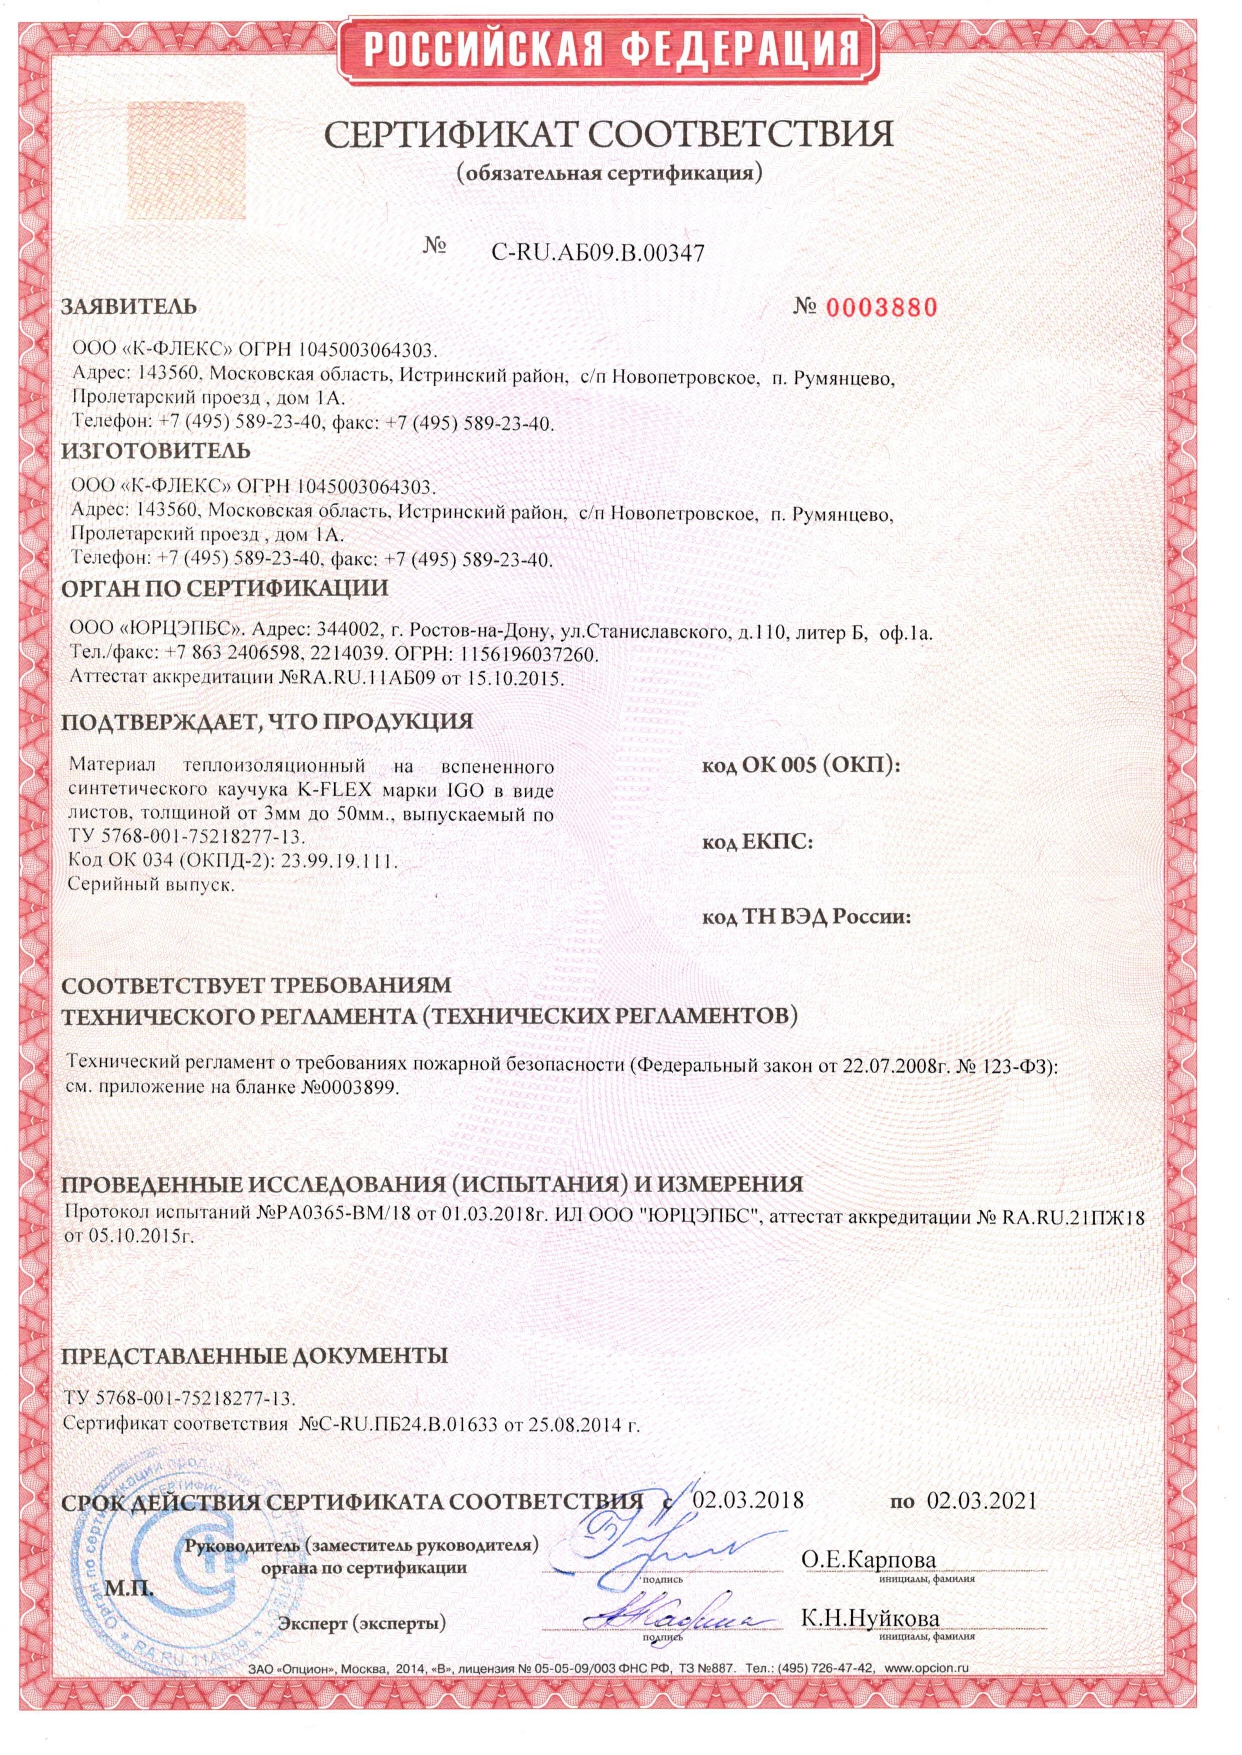 РОССИЙСКАЯ ФЕДЕРАЦИЯ
СЕРТИФИКАТ СООТВЕТСТВИЯ
(обязательная сертификация)
№ C-RU.АБ09.В.00347
ЗАЯВИТЕЛЬ № 0003880
ООО «К-ФЛЕКС» ОГРН 1045003064303.
Адрес: 143560, Московская область, Истринский район, с/п Новопетровское, п. Румянцево,
Пролетарский проезд , дом 1А.
Телефон: +7 (495) 589-23-40, факс: +7 (495) 589-23-40.
ИЗГОТОВИТЕЛЬ
ООО «К-ФЛЕКС» ОГРН 1045003064303.
Адрес: 143560, Московская область, Истринский район, с/п Новопетровское, п. Румянцево,
Пролетарский проезд , дом 1А.
Телефон: +7 (495) 589-23-40, факс: +7 (495) 589-23-40.
ОРГАН ПО СЕРТИФИКАЦИИ
ООО «ЮРЦЭПБС». Адрес: 344002, г. Ростов-на-Дону, ул.Станиславского, д.110, литер Б, оф.1а.
Тел./факс: +7 863 2406598, 2214039. ОГРН: 1156196037260.
Аттестат аккредитации №RA.RU.11АБ09 от 15.10.2015.
ПОДТВЕРЖДАЕТ, ЧТО ПРОДУКЦИЯ
Материал теплоизоляционный на вспененного
синтетического каучука K-FLEX марки IGO в виде
листов, толщиной от 3мм до 50мм., выпускаемый по
ТУ 5768-001-75218277-13.
Код ОК 034 (ОКПД-2): 23.99.19.111.
Серийный выпуск.
код ОК 005 (ОКП):
код ЕКПС:
код ТН ВЭД России:
СООТВЕТСТВУЕТ ТРЕБОВАНИЯМ
ТЕХНИЧЕСКОГО РЕГЛАМЕНТА (ТЕХНИЧЕСКИХ РЕГЛАМЕНТОВ)
Технический регламент о требованиях пожарной безопасности (Федеральный закон от 22.07.2008г. № 123-ФЗ):
см. приложение на бланке №0003899.
ПРОВЕДЕННЫЕ ИССЛЕДОВАНИЯ (ИСПЫТАНИЯ) И ИЗМЕРЕНИЯ
Протокол испытаний №РА0365-ВМ/18 от 01.03.2018г. ИЛ ООО "ЮРЦЭПБС", аттестат аккредитации № RA.RU.21ПЖ18
от 05.10.2015г.
ПРЕДСТАВЛЕННЫЕ ДОКУМЕНТЫ
ТУ 5768-001-75218277-13.
Сертификат соответствия №C-RU.ПБ24.В.01633 от 25.08.2014 г.
СРОК ДЕЙСТВИЯ СЕРТИФИКАТА СООТВЕТСТВИЯ с 02.03.2018 по 02.03.2021
Руководитель (заместитель руководителя)
органа по сертификации
О.Е.Карпова
подпись
инициалы, фамилия
М.П.
Эксперт (эксперты)
К.Н.Нуйкова
подпись
инициалы, фамилия
ЗАО «Опцион», Москва, 2014, «В», лицензия № 05-05-09/003 ФНС РФ, ТЗ №887. Тел.: (495) 726-47-42, www.opcion.ru